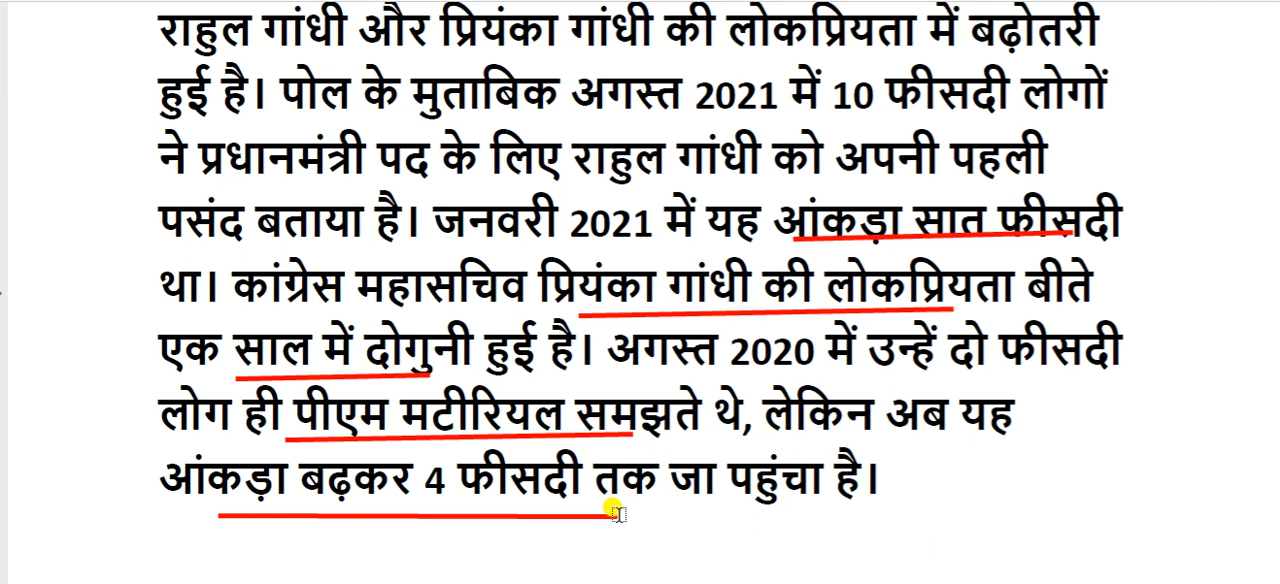 राहुल गांधी और प्रियंका गांधी की लोकप्रियता में बढ़ोतरी
हुई है। पोल के मुताबिक अगस्त 2021 में 10 फीसदी लोगों
ने प्रधानमंत्री पद के लिए राहुल गांधी को अपनी पहली
पसंद बताया है। जनवरी 2021 में यह आंकड़ा सात फीसदी
था। कांग्रेस महासचिव प्रियंका गांधी की लोकप्रियता बीते
एक साल में दोगुनी हुई है। अगस्त 2020 में उन्हें दो फीसदी
लोग ही पीएम मटीरियल समझते थे, लेकिन अब यह
आंकड़ा बढ़कर 4 फीसदी तक जा पहुंचा है।